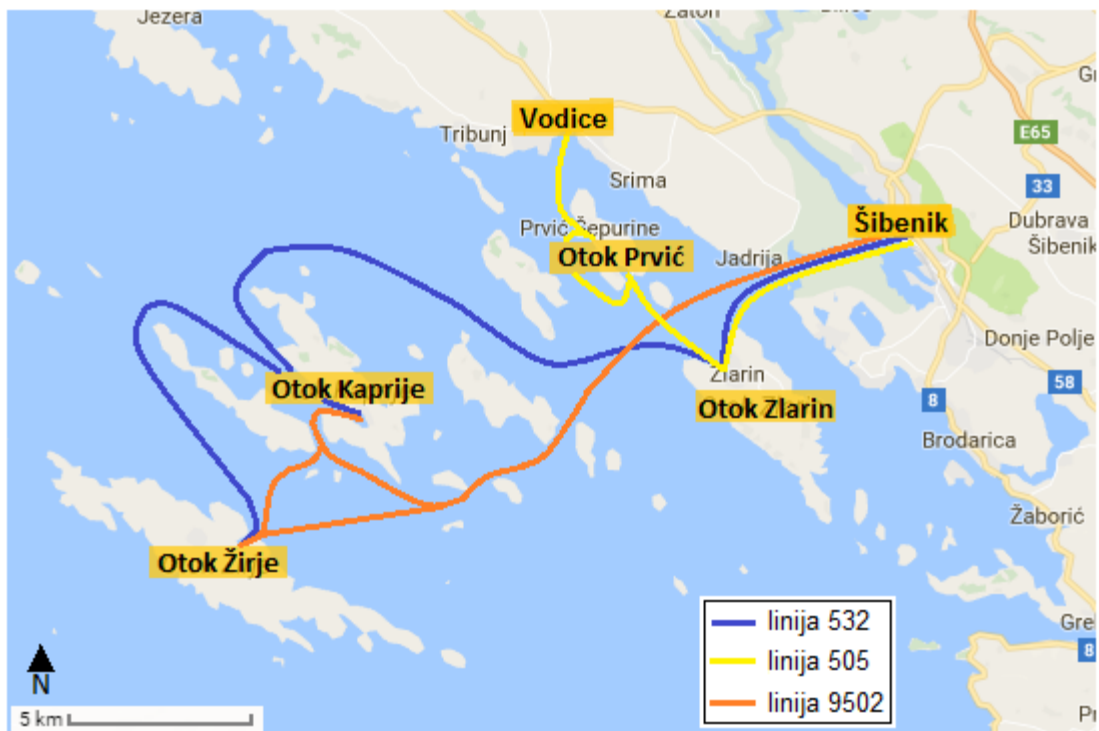 Jezera
Zaton
E65
Vodice
Tribunj
33
Srima
Dubrava
Šibenik
Prvić Šepurine
Šibenik
Otok Prvić
Jadrija
Donje Polje
Zlarin
58
Otok Kaprije
Otok Zlarin
8
Brodarica
Žaborić
Otok Žirje
linija 532
8
linija 505
linija 9502
N
5 km